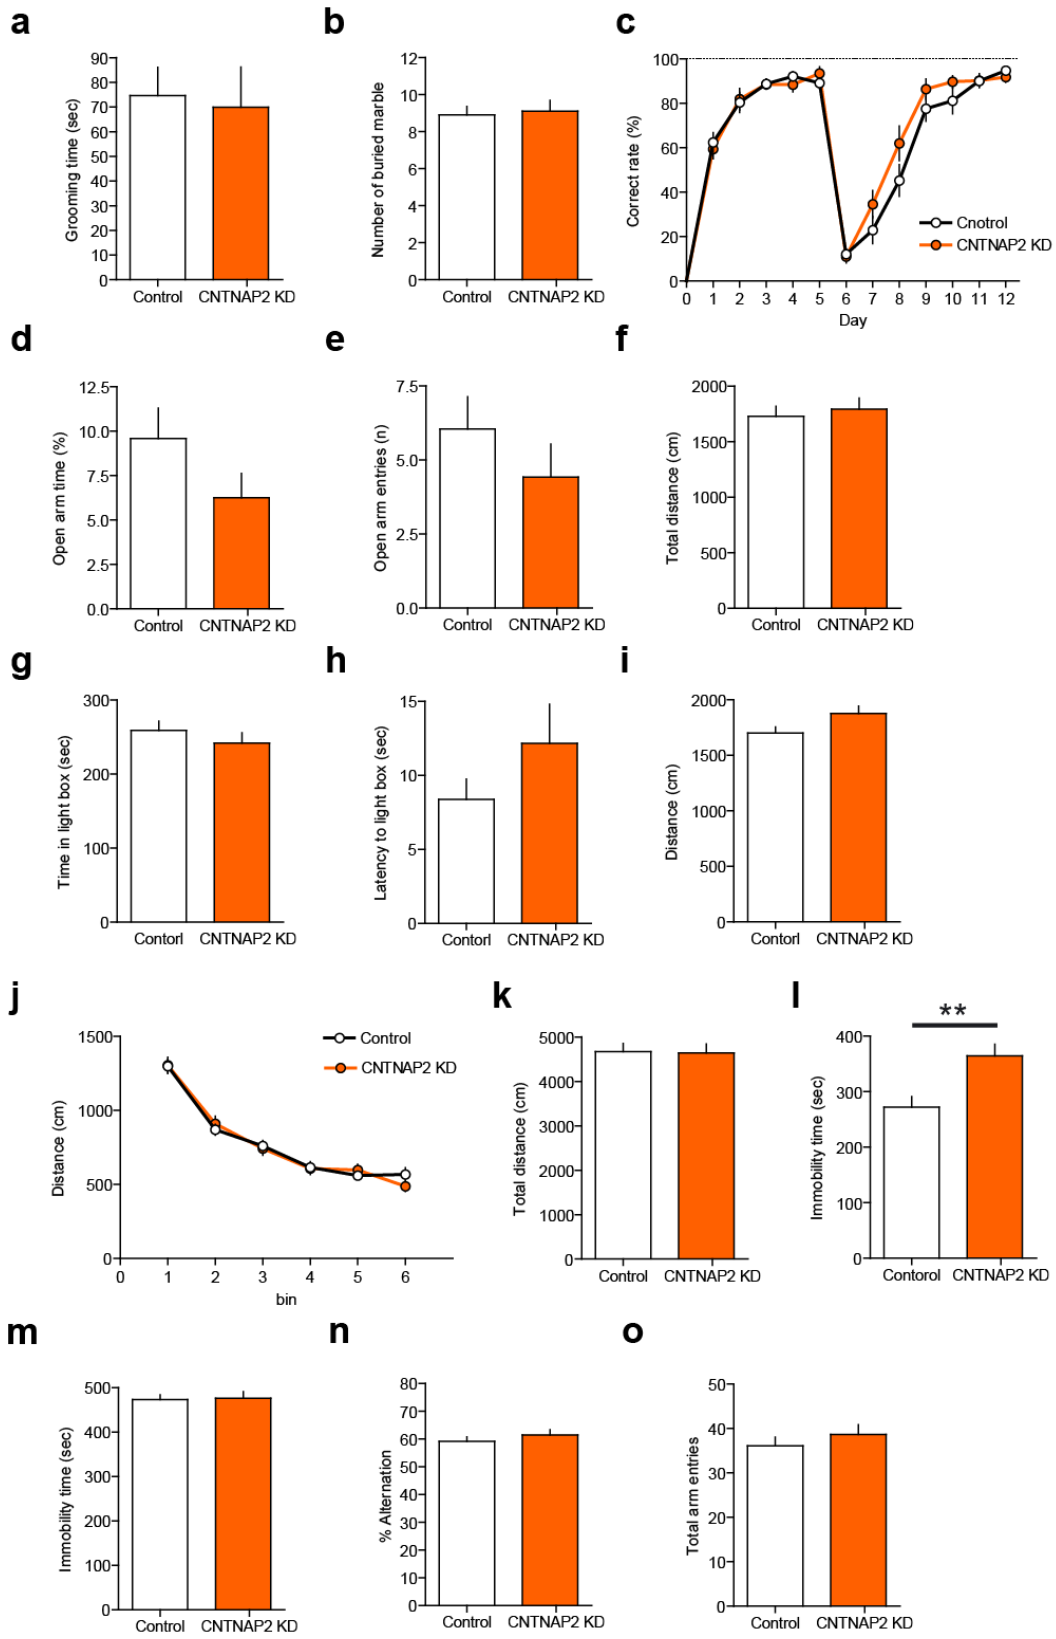 a
Grooming time (sec)
90
80
70
60
50
40
30
20
10
0
Control
CNTNAP2 KD
b
Number of buried marble
12
10
8
6
4
2
0
Control
CNTNAP2 KD
c
Correct rate (%)
100
80
60
40
20
0
Cnotrol
CNTNAP2 KD
0 1 2 3 4 5 6 7 8 9 10 11 12
Day
d
Open arm time (%)
12.5
10.0
7.5
5.0
2.5
0.0
Control
CNTNAP2 KD
e
Open arm entries (n)
7.5
5.0
2.5
0.0
Control
CNTNAP2 KD
f
Total distance (cm)
2000
1500
1000
500
0
Control
CNTNAP2 KD
g
Time in light box (sec)
300
200
100
0
Contorl
CNTNAP2 KD
h
Latency to light box (sec)
15
10
5
0
Contorl
CNTNAP2 KD
i
Distance (cm)
2000
1500
1000
500
0
Contorl
CNTNAP2 KD
j
Distance (cm)
1500
1000
500
0
Control
CNTNAP2 KD
0 1 2 3 4 5 6
bin
k
Total distance (cm)
5000
4000
3000
2000
1000
0
Control
CNTNAP2 KD
l
**
Immobility time (sec)
400
300
200
100
0
Contorol
CNTNAP2 KD
m
Immobility time (sec)
500
400
300
200
100
0
Control
CNTNAP2 KD
n
% Alternation
80
70
60
50
40
30
20
10
0
Control
CNTNAP2 KD
o
Total arm entries
50
40
30
20
10
0
Control
CNTNAP2 KD